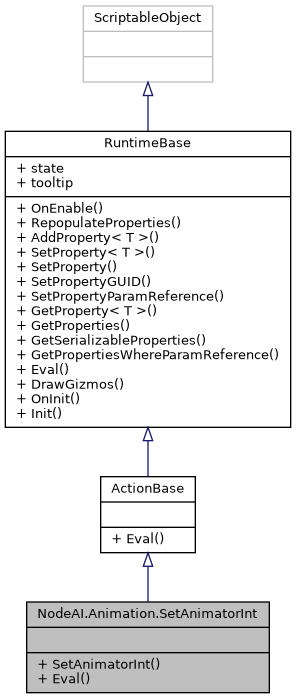 ScriptableObject
RuntimeBase
+ state
+ tooltip
+ OnEnable()
+ RepopulateProperties()
+ AddProperty< T >()
+ SetProperty< T >()
+ SetProperty()
+ SetPropertyGUID()
+ SetPropertyParamReference()
+ GetProperty< T >()
+ GetProperties()
+ GetSerializableProperties()
+ GetPropertiesWhereParamReference()
+ Eval()
+ DrawGizmos()
+ OnInit()
+ Init()
ActionBase
+ Eval()
NodeAI.Animation.SetAnimatorInt
+ SetAnimatorInt()
+ Eval()